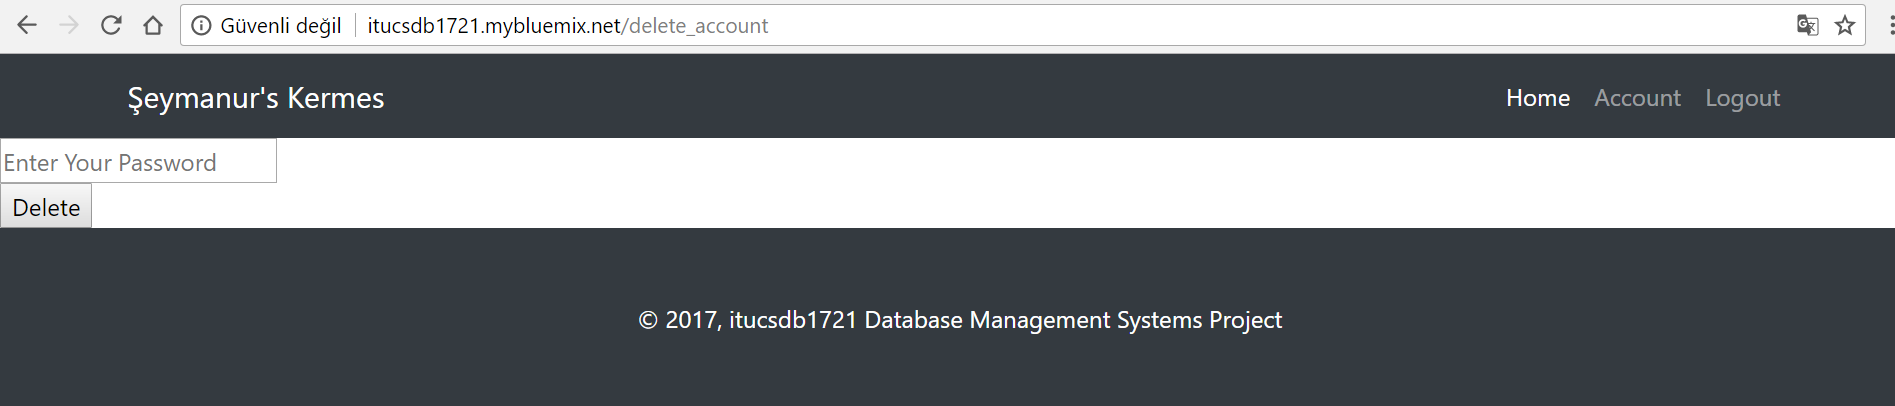 Güvenli değil itucsdb1721.mybluemix.net/delete_account
Şeymanur's Kermes Home Account Logout
Enter Your Password
Delete
© 2017, itucsdb1721 Database Management Systems Project